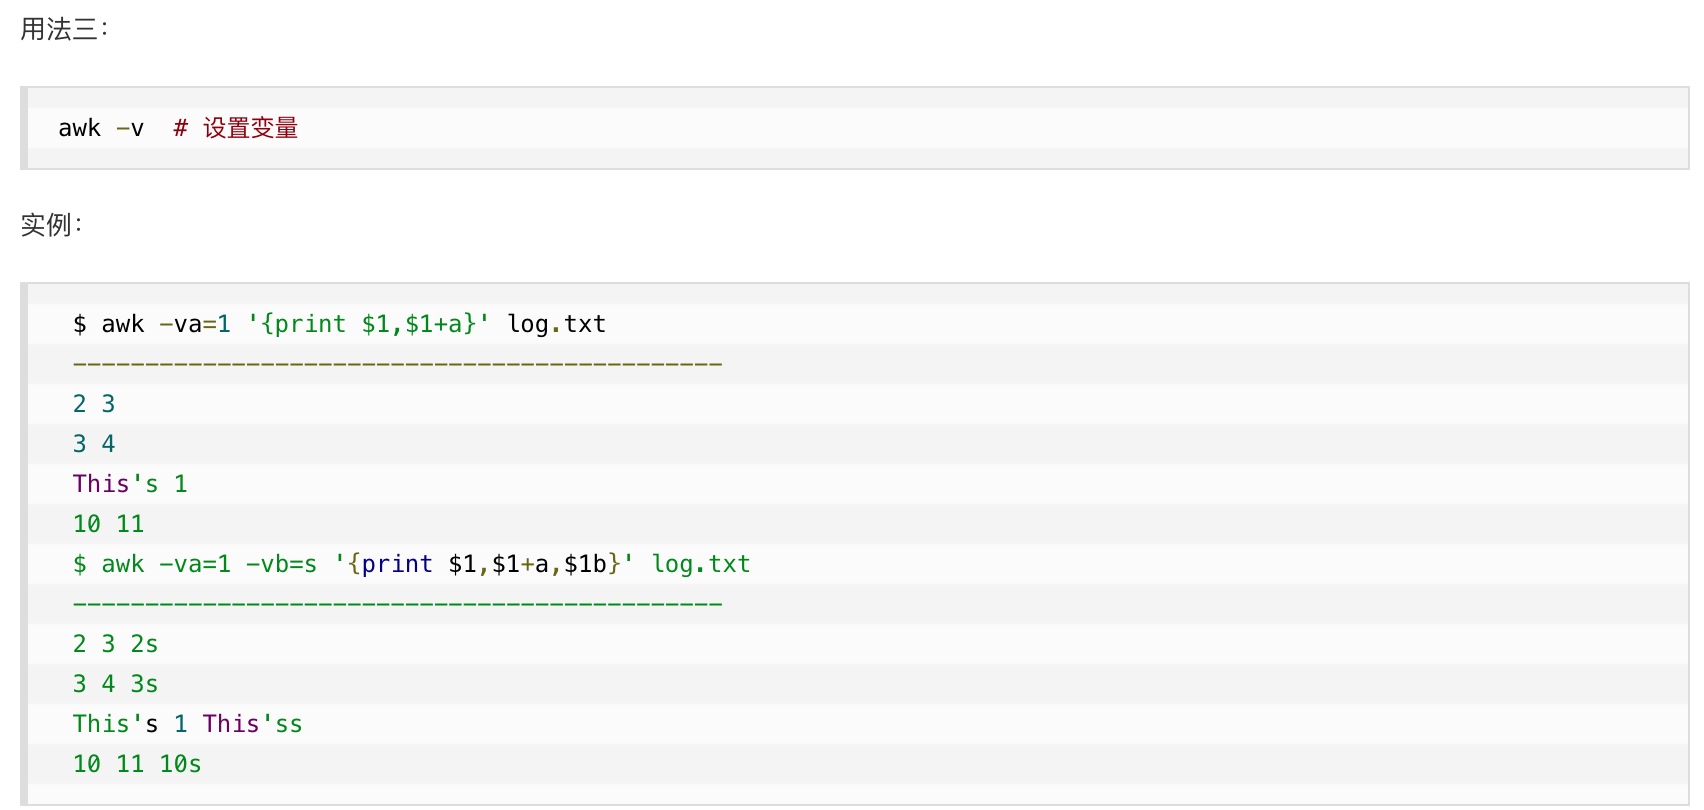 用法三：
awk -v  # 设置变量
实例：
$ awk -va=1 '{print $1,$1+a}' log.txt
---------------------------------------------
2 3
3 4
This's 1
10 11
$ awk -va=1 -vb=s '{print $1,$1+a,$1b}' log.txt
---------------------------------------------
2 3 2s
3 4 3s
This's 1 This'ss
10 11 10s